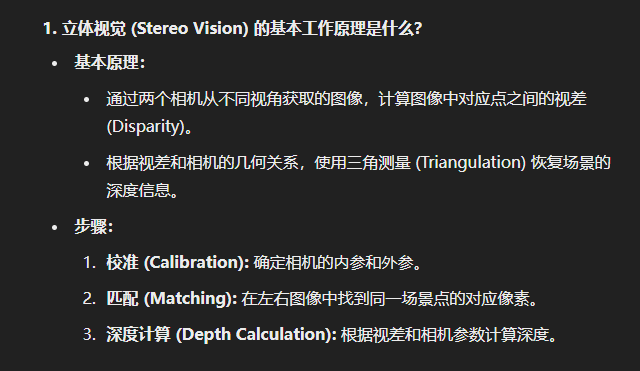 1. 立体视觉 (Stereo Vision) 的基本工作原理是什么？
• 基本原理：
• 通过两个相机从不同视角获取的图像，计算图像中对应点之间的视差
(Disparity)。
• 根据视差和相机的几何关系，使用三角测量 (Triangulation) 恢复场景的
深度信息。
• 步骤：
1. 校准 (Calibration): 确定相机的内参和外参。
2. 匹配 (Matching): 在左右图像中找到同一场景点的对应像素。
3. 深度计算 (Depth Calculation): 根据视差和相机参数计算深度。